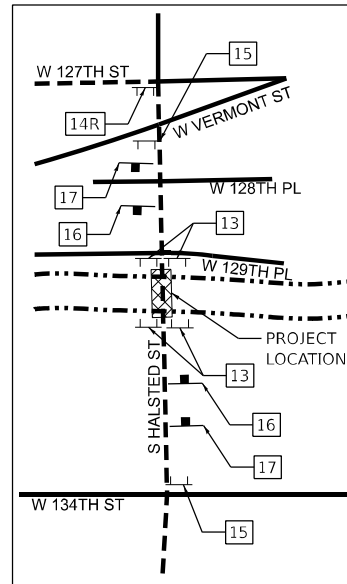 15
W 127TH ST
14R
W VERMONT ST
17
W 128TH PL
16
13
W 129TH PL
PROJECT
LOCATION
13
S HALSTED ST
16
17
15
W 134TH ST